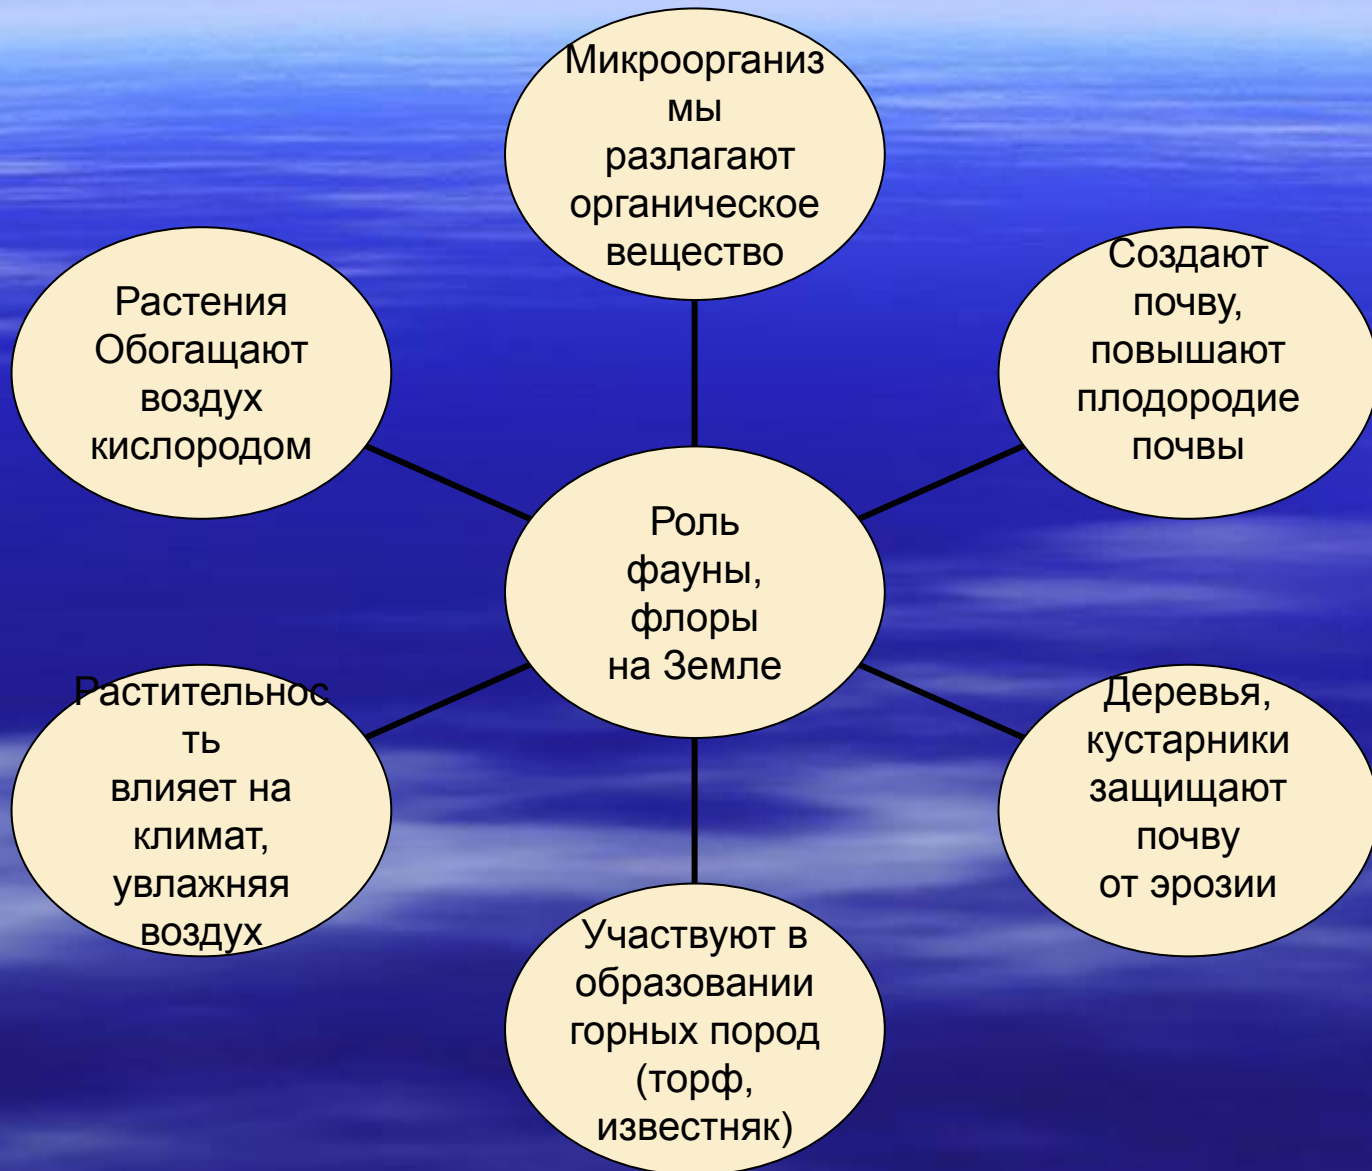 Микроорганиз
мы
разлагают
органическое
вещество
Создают
почву,
повышают
плодородие
почвы
Деревья,
кустарники
защищают
почву
от эрозии
Участвуют в
образовании
горных пород
(торф,
известняк)
Растительнос
ть
влияет на
климат,
увлажняя
воздух
Растения
Обогащают
воздух
кислородом
Роль
фауны,
флоры
на Земле